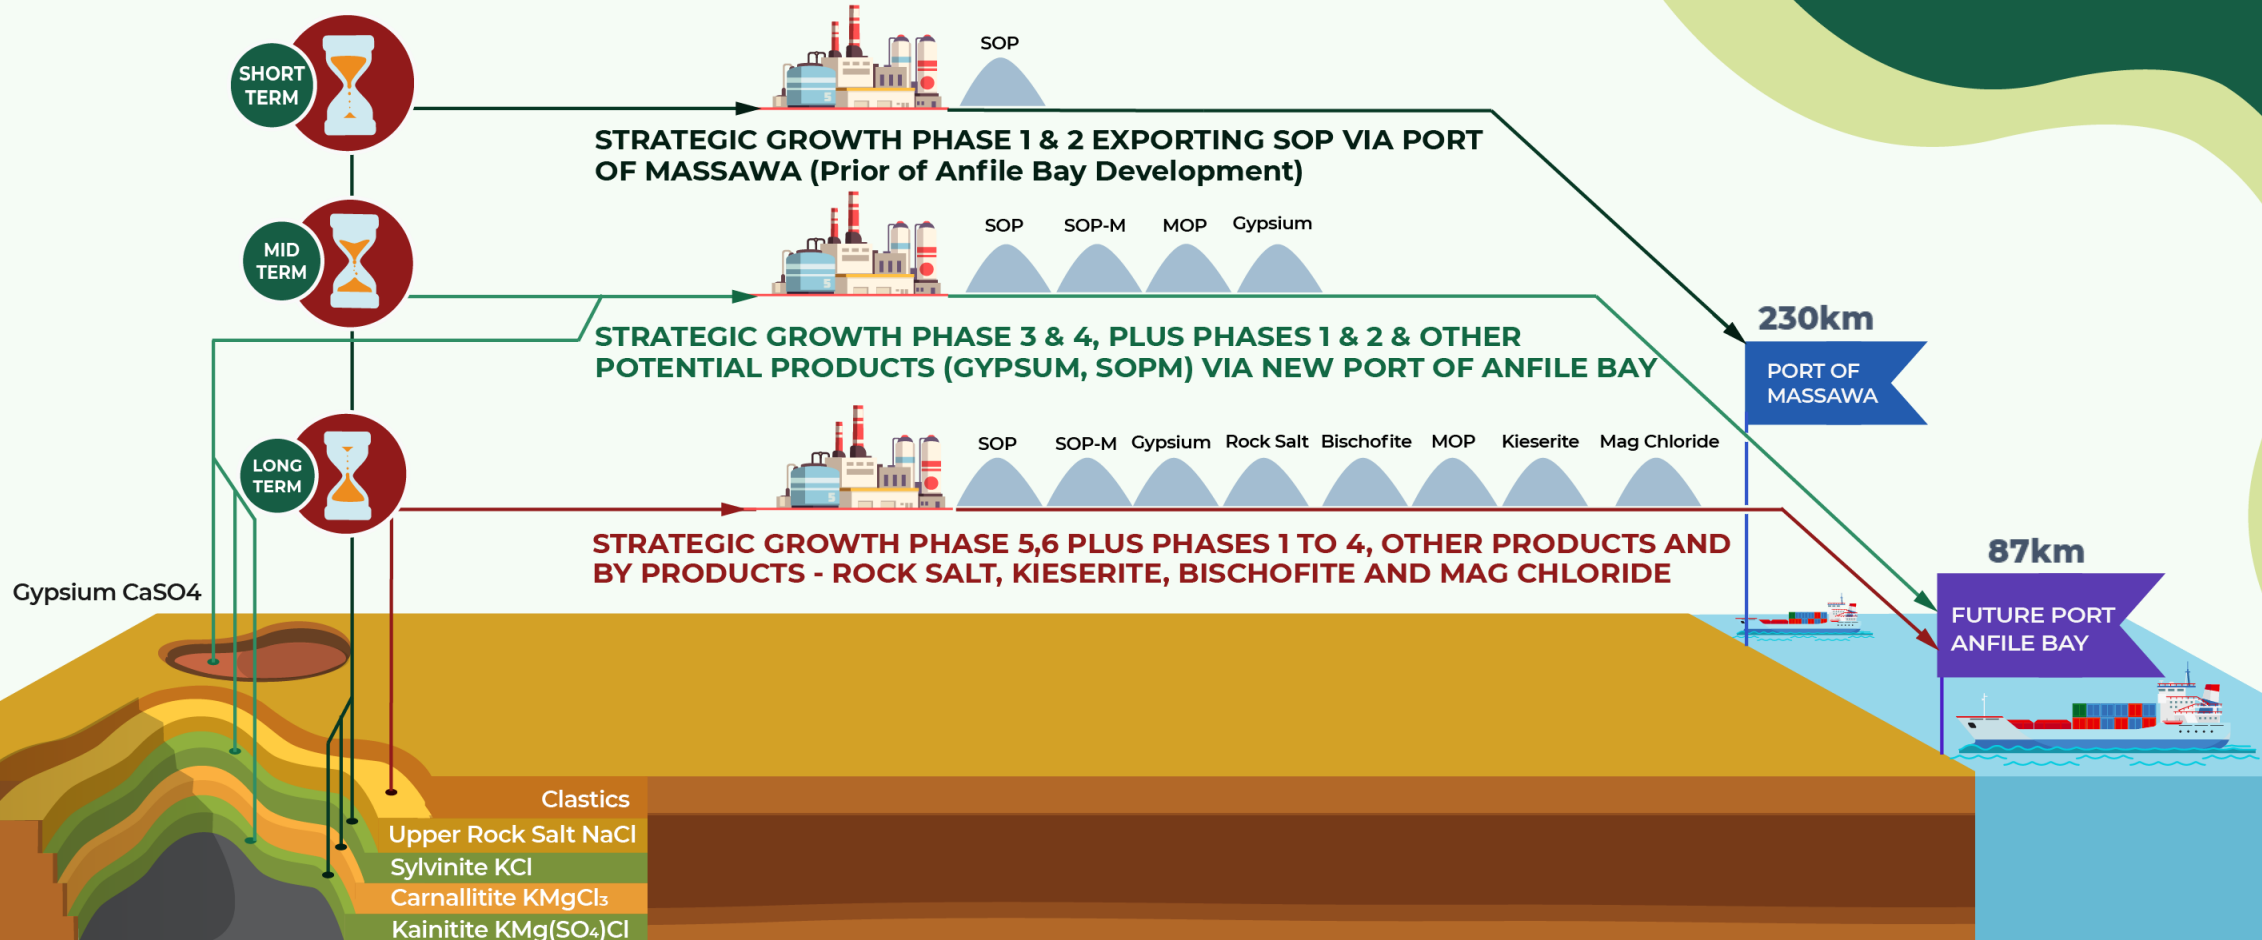 SHORT
TERM
SOP
STRATEGIC GROWTH PHASE 1 & 2 EXPORTING SOP VIA PORT
OF MASSAWA (Prior of Anfile Bay Development)
MID
TERM
SOP
SOP-M
MOP
Gypsium
STRATEGIC GROWTH PHASE 3 & 4, PLUS PHASES 1 & 2 & OTHER
POTENTIAL PRODUCTS (GYPSUM, SOPM) VIA NEW PORT OF ANFILE BAY
230km
PORT OF
MASSAWA
LONG
TERM
SOP
SOP-M
Gypsium
Rock Salt
Bischofite
MOP
Kieserite
Mag Chloride
STRATEGIC GROWTH PHASE 5,6 PLUS PHASES 1 TO 4, OTHER PRODUCTS AND
BY PRODUCTS - ROCK SALT, KIESERITE, BISCHOFITE AND MAG CHLORIDE
87km
FUTURE PORT
ANFILE BAY
Gypsium CaSO4
Clastics
Upper Rock Salt NaCl
Sylvinite KCl
Carnallitite KMgCl₃
Kainitite KMg(SO₄)Cl